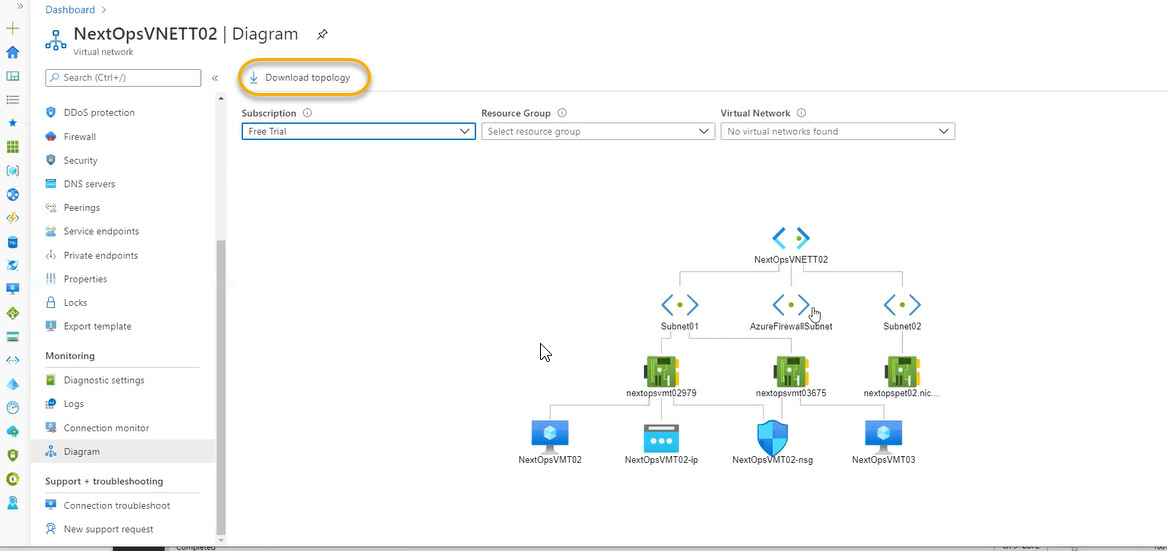 Dashboard
NextOpsVNETT02 | Diagram
Virtual network
Search (Ctrl+/)
Download topology
DDoS protection
Firewall
Security
DNS servers
Peerings
Service endpoints
Private endpoints
Properties
Locks
Export template
Monitoring
Diagnostic settings
Logs
Connection monitor
Diagram
Support + troubleshooting
Connection troubleshoot
New support request
Subscription
Resource Group
Virtual Network
Free Trial
Select resource group
No virtual networks found
NextOpsVNETT02
Subnet01
AzureFirewallSubnet
Subnet02
nextopsvmt02979
nextopsvmt03675
nextopspet02.nic....
NextOpsVMT02
NextOpsVMT02-ip
NextOpsVMT02-nsg
NextOpsVMT03
Completed